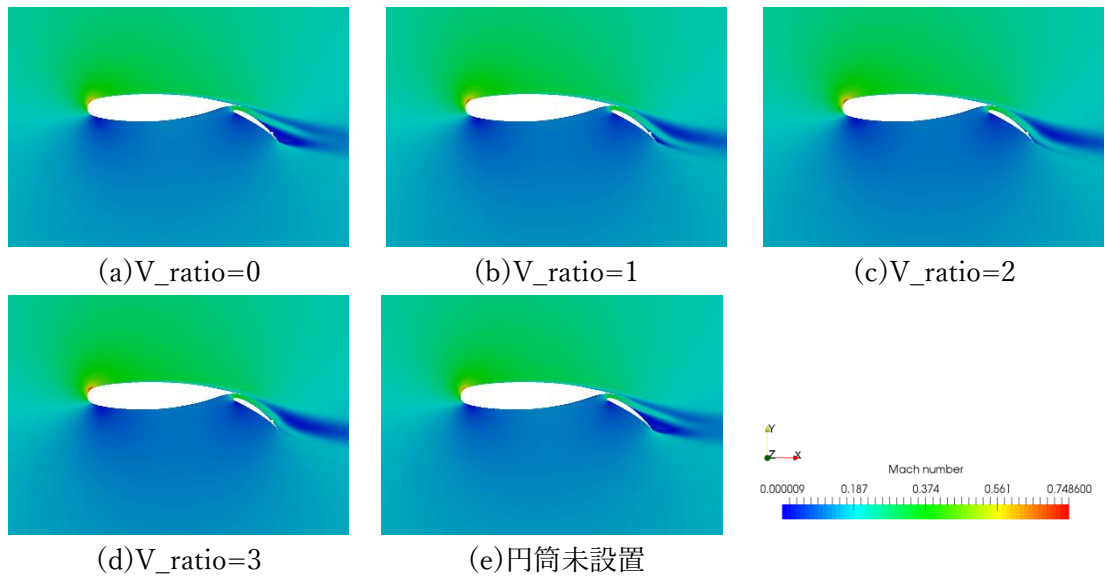 (a)V_ratio=0
(b)V_ratio=1
(c)V_ratio=2
(d)V_ratio=3
(e)円筒未設置
Y
Z
X
Mach number
0.000009 0.187 0.374 0.561 0.748600